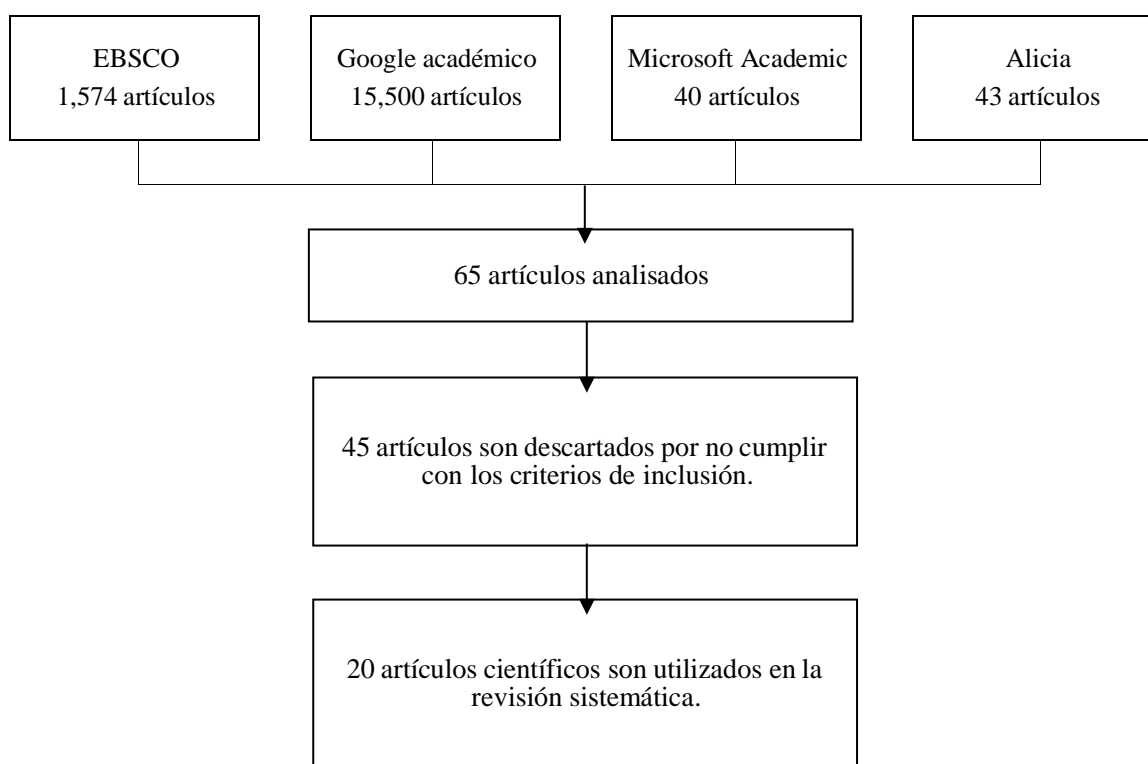 EBSCO
1,574 artículos
Google académico
15,500 artículos
Microsoft Academic
40 artículos
Alicia
43 artículos
65 artículos analisados
45 artículos son descartados por no cumplir
con los criterios de inclusión.
20 artículos científicos son utilizados en la
revisión sistemática.